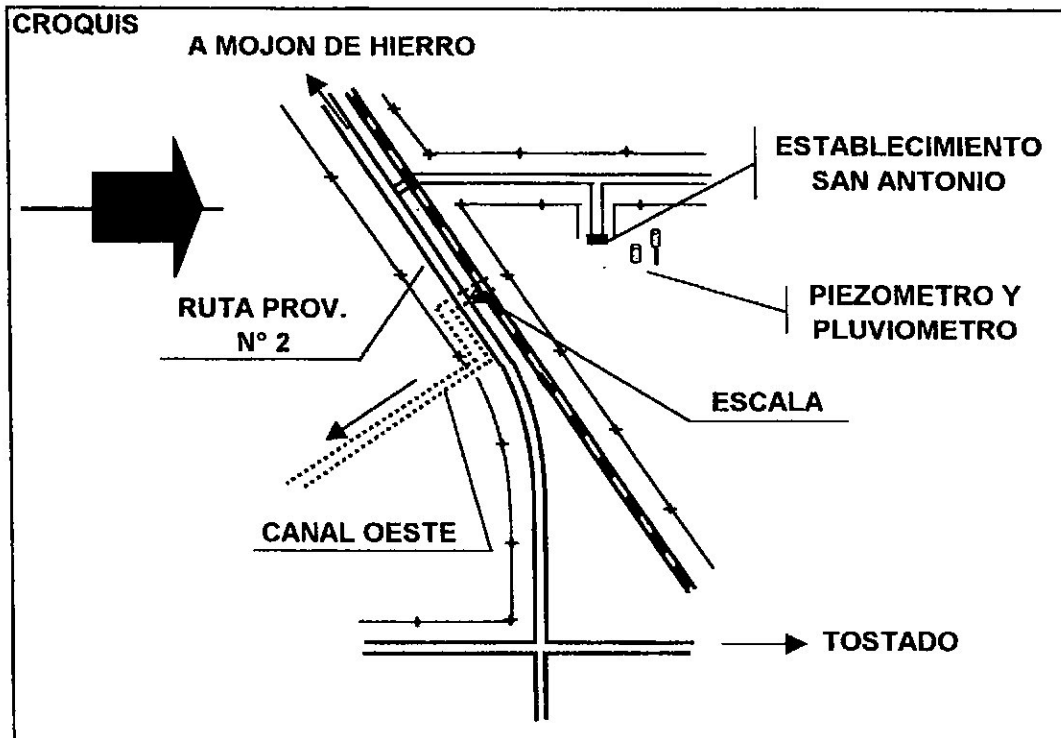 CROQUIS
A MOJON DE HIERRO
ESTABLECIMIENTO
SAN ANTONIO
RUTA PROV.
N° 2
PIEZOMETRO Y
PLUVIOMETRO
ESCALA
CANAL OESTE
TOSTADO